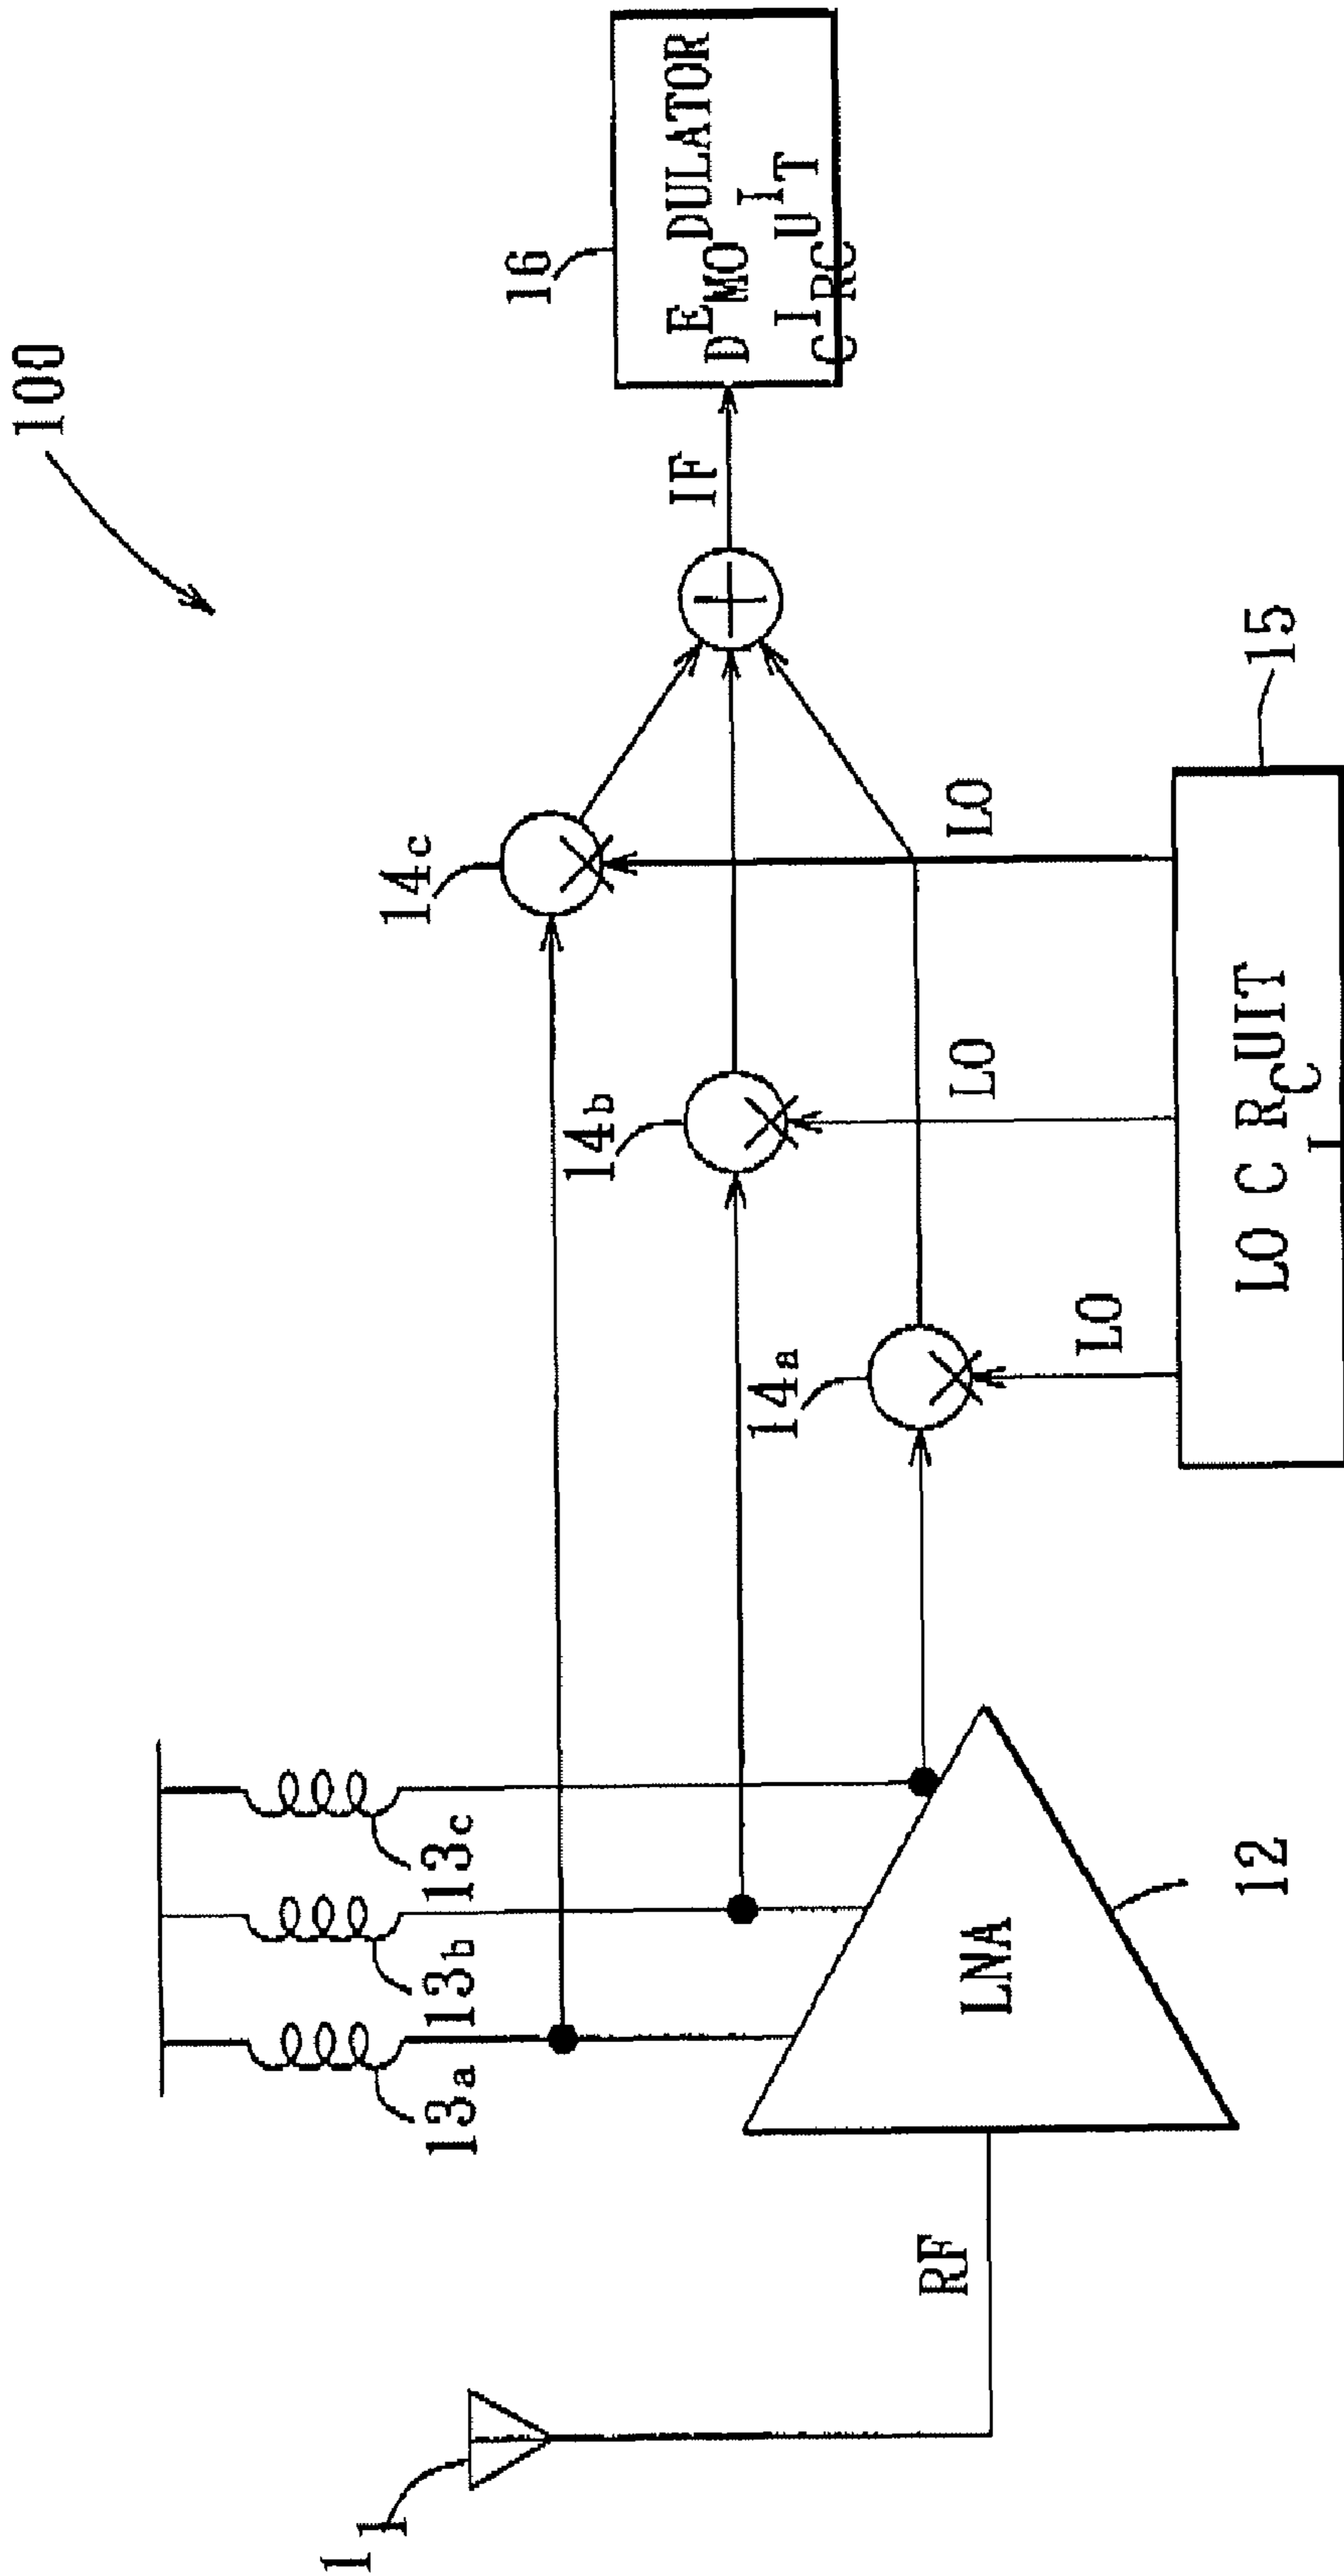 100
11
RF
LNA
12
13a
13b
13c
14a
14b
14c
LO
LO
LO
LO CIRCUIT
15
IF
16
DEMODULATOR
CIRCUIT